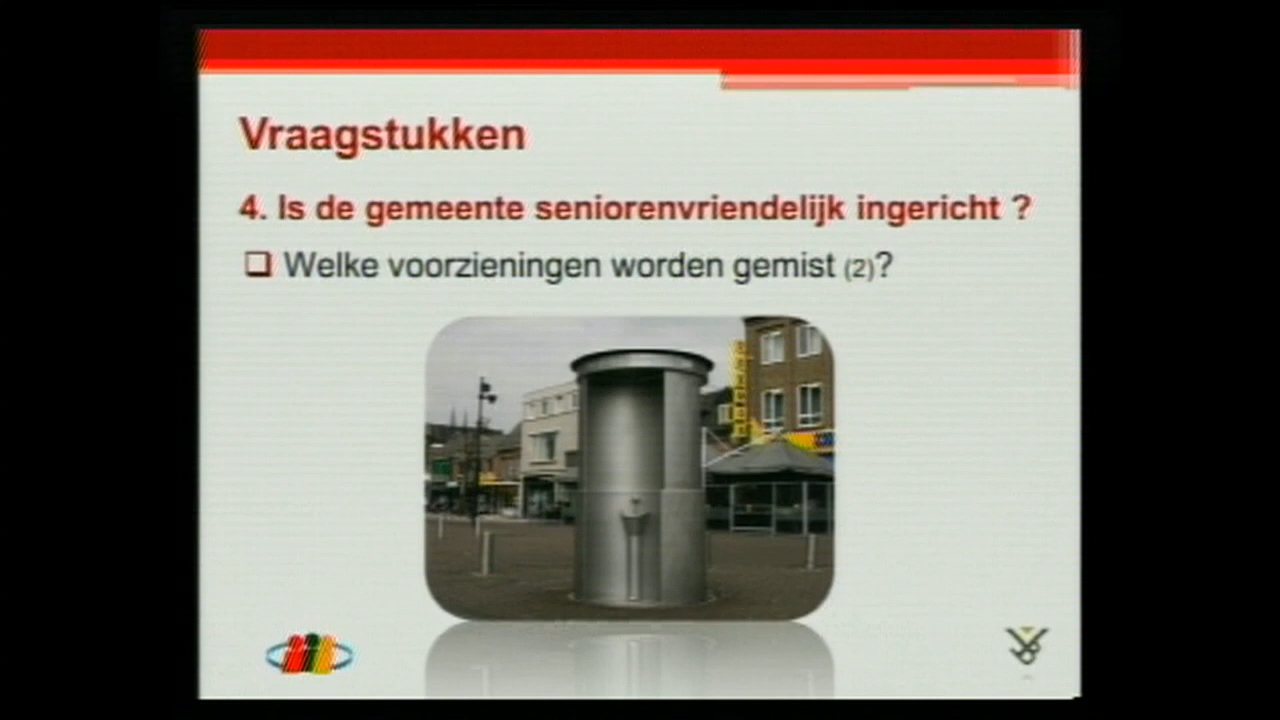 Vraagstukken
4. Is de gemeente seniorenvriendelijk ingericht ?
Welke voorzieningen worden gemist (2)?